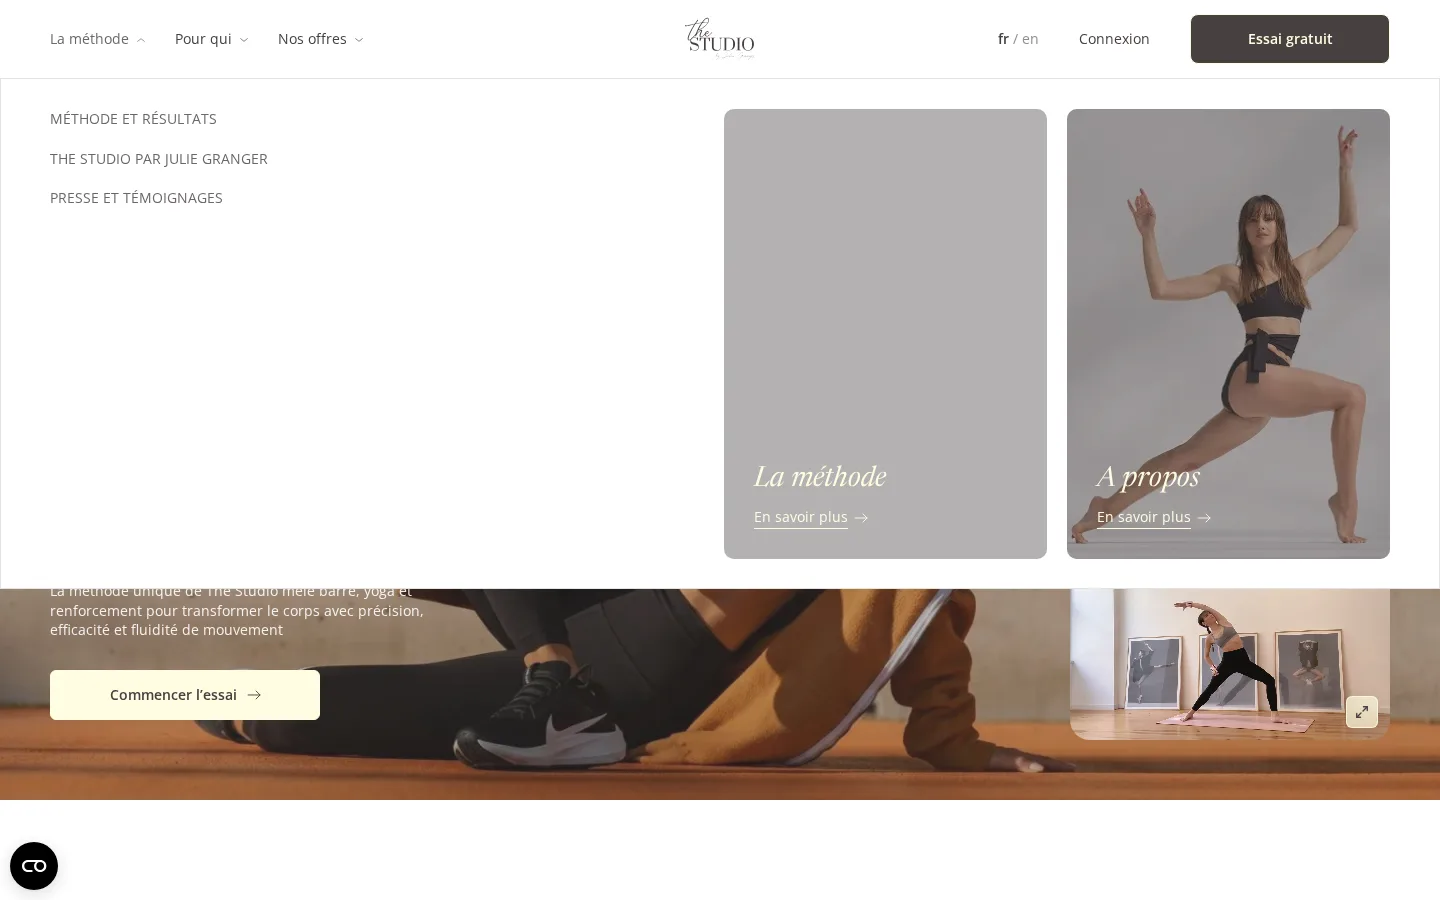 La méthode
Pour qui
Nos offres
the
STUDIO
fr / en
Connexion
Essai gratuit
MÉTHODE ET RÉSULTATS
THE STUDIO PAR JULIE GRANGER
PRESSE ET TÉMOIGNAGES
La méthode
En savoir plus
A propos
En savoir plus
La méthode unique de The Studio mêle barre, yoga et
renforcement pour transformer le corps avec précision,
efficacité et fluidité de mouvement
Commencer l’essai